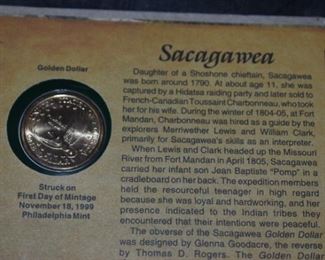 Sacagawea
Golden Dollar
Struck on
First Day of Mintage
November 18, 1999
Philadelphia Mint
Daughter of a Shoshone chieftain, Sacagawea
was born around 1790. At about age 11, she was
captured by a Hidatsa raiding party and later sold to
French-Canadian Toussaint Charbonneau, who took
her for his wife. During the winter of 1804-05, at Fort
Mandan, Charbonneau was hired as a guide by the
explorers Merriwether Lewis and William Clark,
primarily for Sacagawea's skills as an interpreter.
When Lewis and Clark headed up the Missouri
River from Fort Mandan in April 1805, Sacagawea
carried her infant son Jean Baptiste "Pomp" in a
cradleboard on her back. The expedition members
held the resourceful teenager in high regard
because she was loyal and hardworking, and her
presence indicated to the Indian tribes they
encountered that their intentions were peaceful.
The obverse of the Sacagawea Golden Dollar
was designed by Glenna Goodacre, the reverse
by Thomas D. Rogers. The Golden Dollar